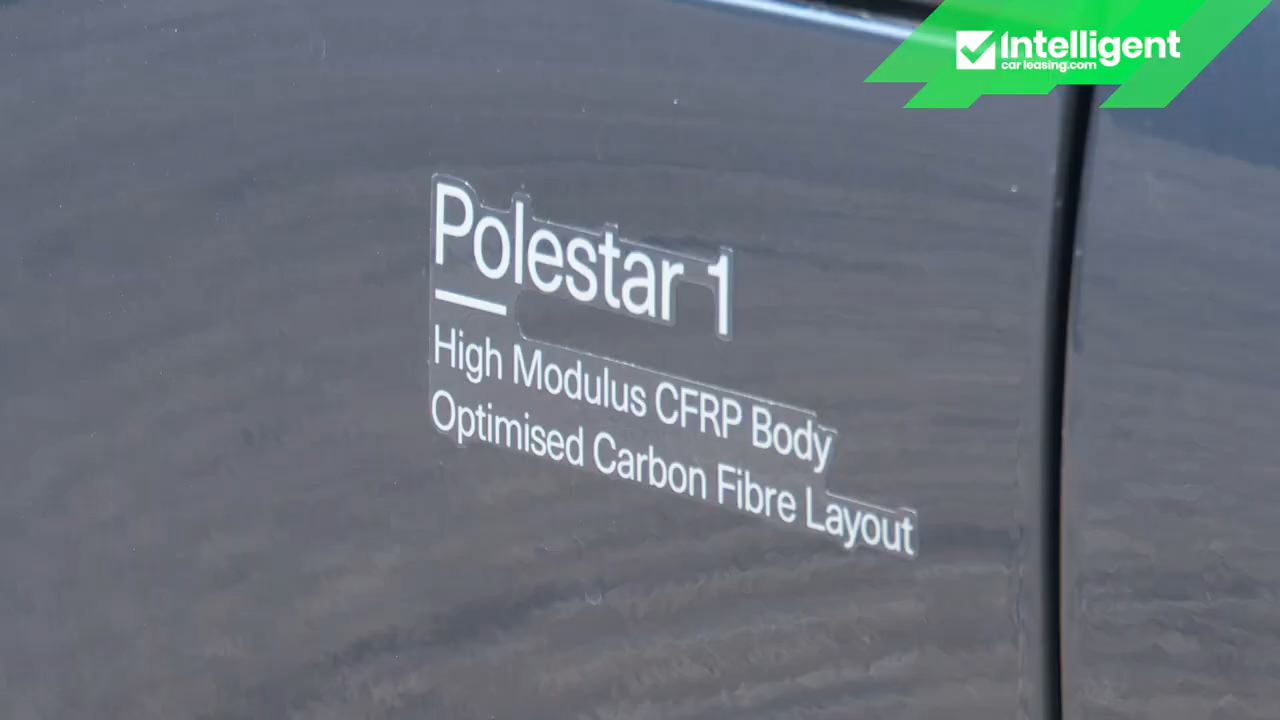 Intelligent
carleasing.com
Polestar 1
High Modulus CFRP Body
Optimised Carbon Fibre Layout